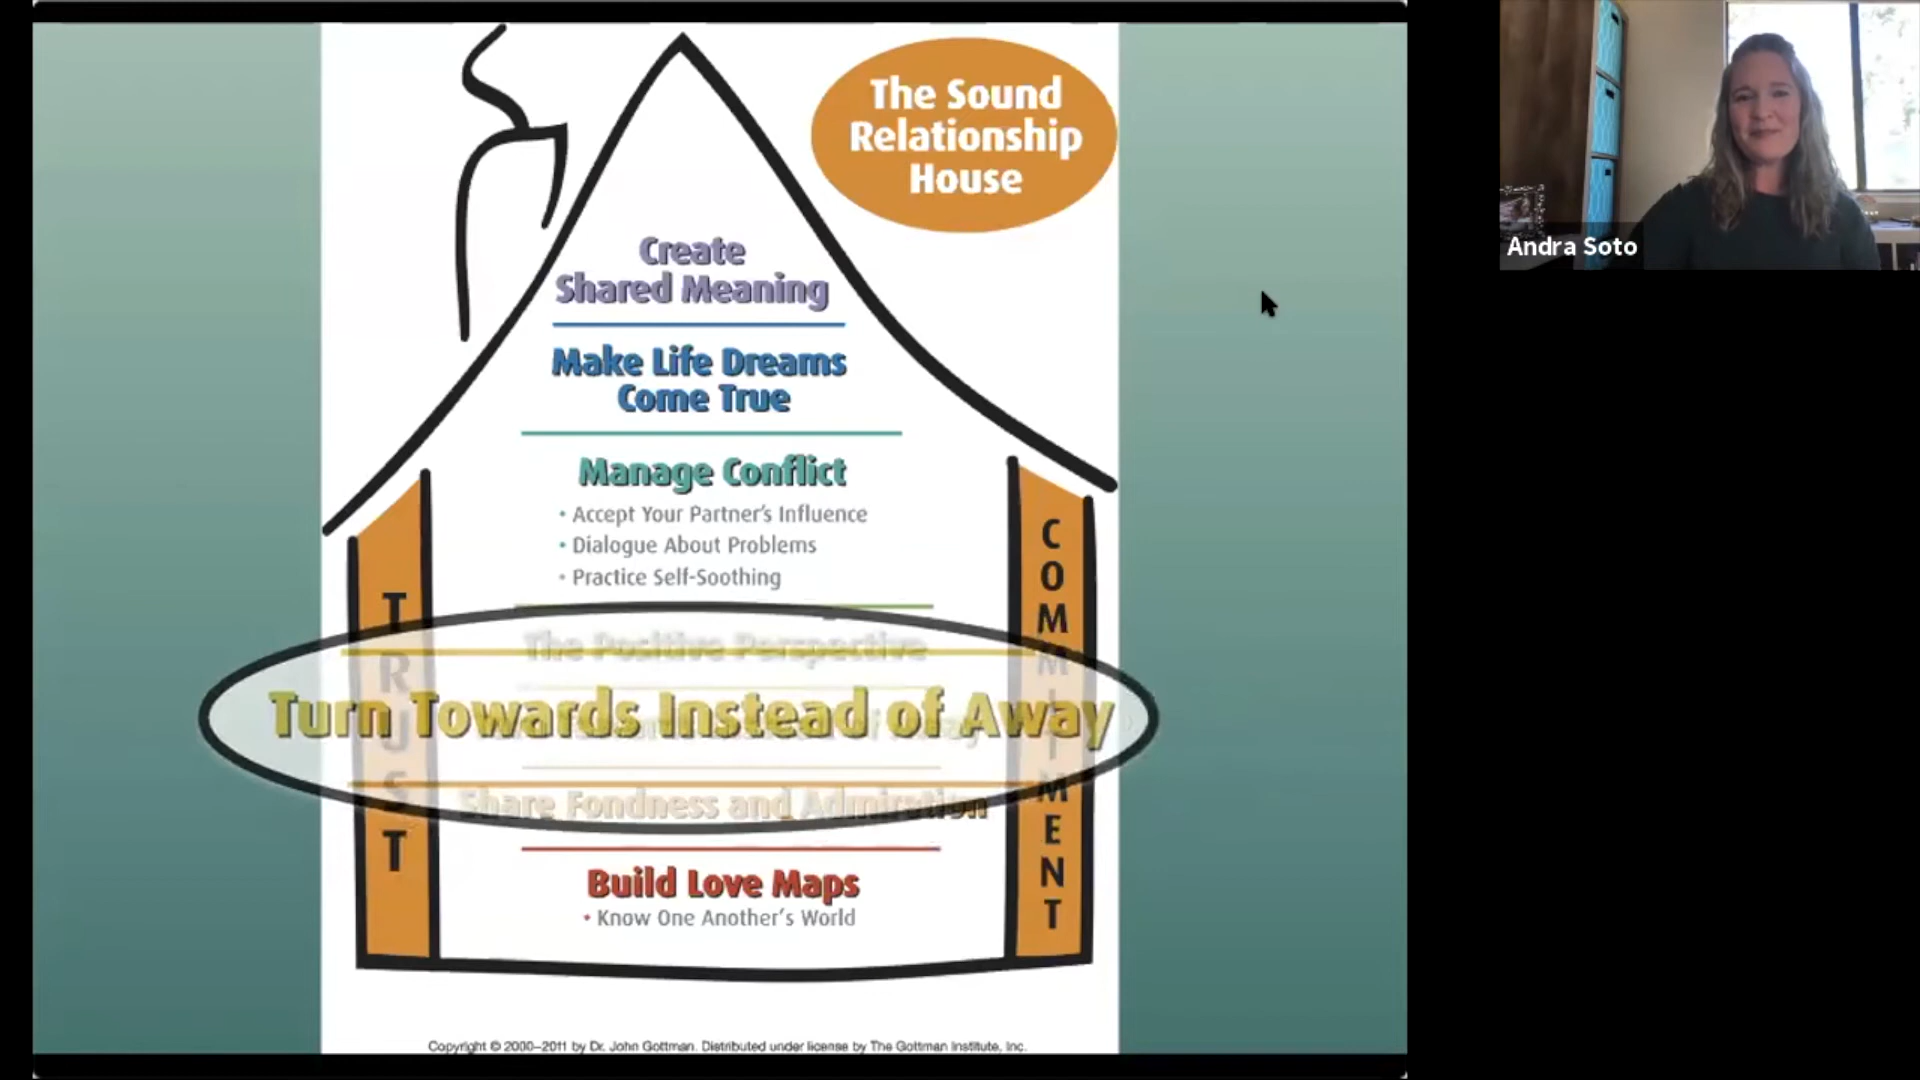 The Sound
Relationship
House
Create
Shared Meaning
Make Life Dreams
Come True
Manage Conflict
• Accept Your Partner's Influence
• Dialogue About Problems
• Practice Self-Soothing
The Positive Perspective
Turn Towards Instead of Away
Share Fondness and Admiration
Build Love Maps
• Know One Another's World
TRUST
COMMITMENT
Copyright © 2000–2011 by Dr. John Gottman. Distributed under license by The Gottman Institute, Inc.
Andra Soto